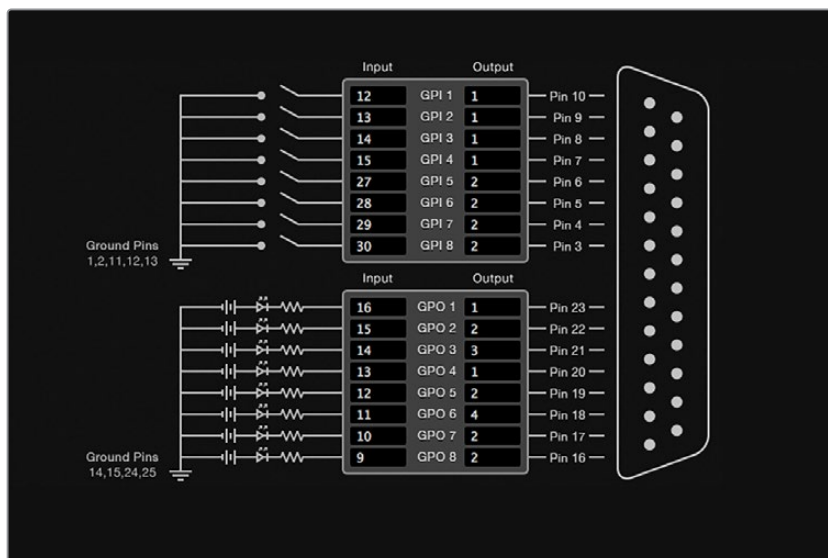 Input Output
12 GPI 1 1 Pin 10
13 GPI 2 1 Pin 9
14 GPI 3 1 Pin 8
15 GPI 4 1 Pin 7
27 GPI 5 2 Pin 6
28 GPI 6 2 Pin 5
29 GPI 7 2 Pin 4
30 GPI 8 2 Pin 3
Ground Pins
1,2,11,12,13
Input Output
16 GPO 1 1 Pin 23
15 GPO 2 2 Pin 22
14 GPO 3 3 Pin 21
13 GPO 4 1 Pin 20
12 GPO 5 2 Pin 19
11 GPO 6 4 Pin 18
10 GPO 7 2 Pin 17
9 GPO 8 2 Pin 16
Ground Pins
14,15,24,25